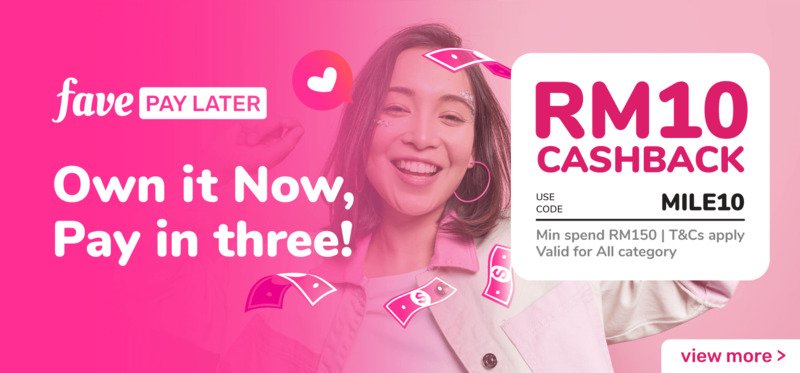 fave PAY LATER
Own it Now,
Pay in three!
RM10
CASHBACK
USE
CODE
MILE10
Min spend RM150 | T&Cs apply
Valid for All category
view more >